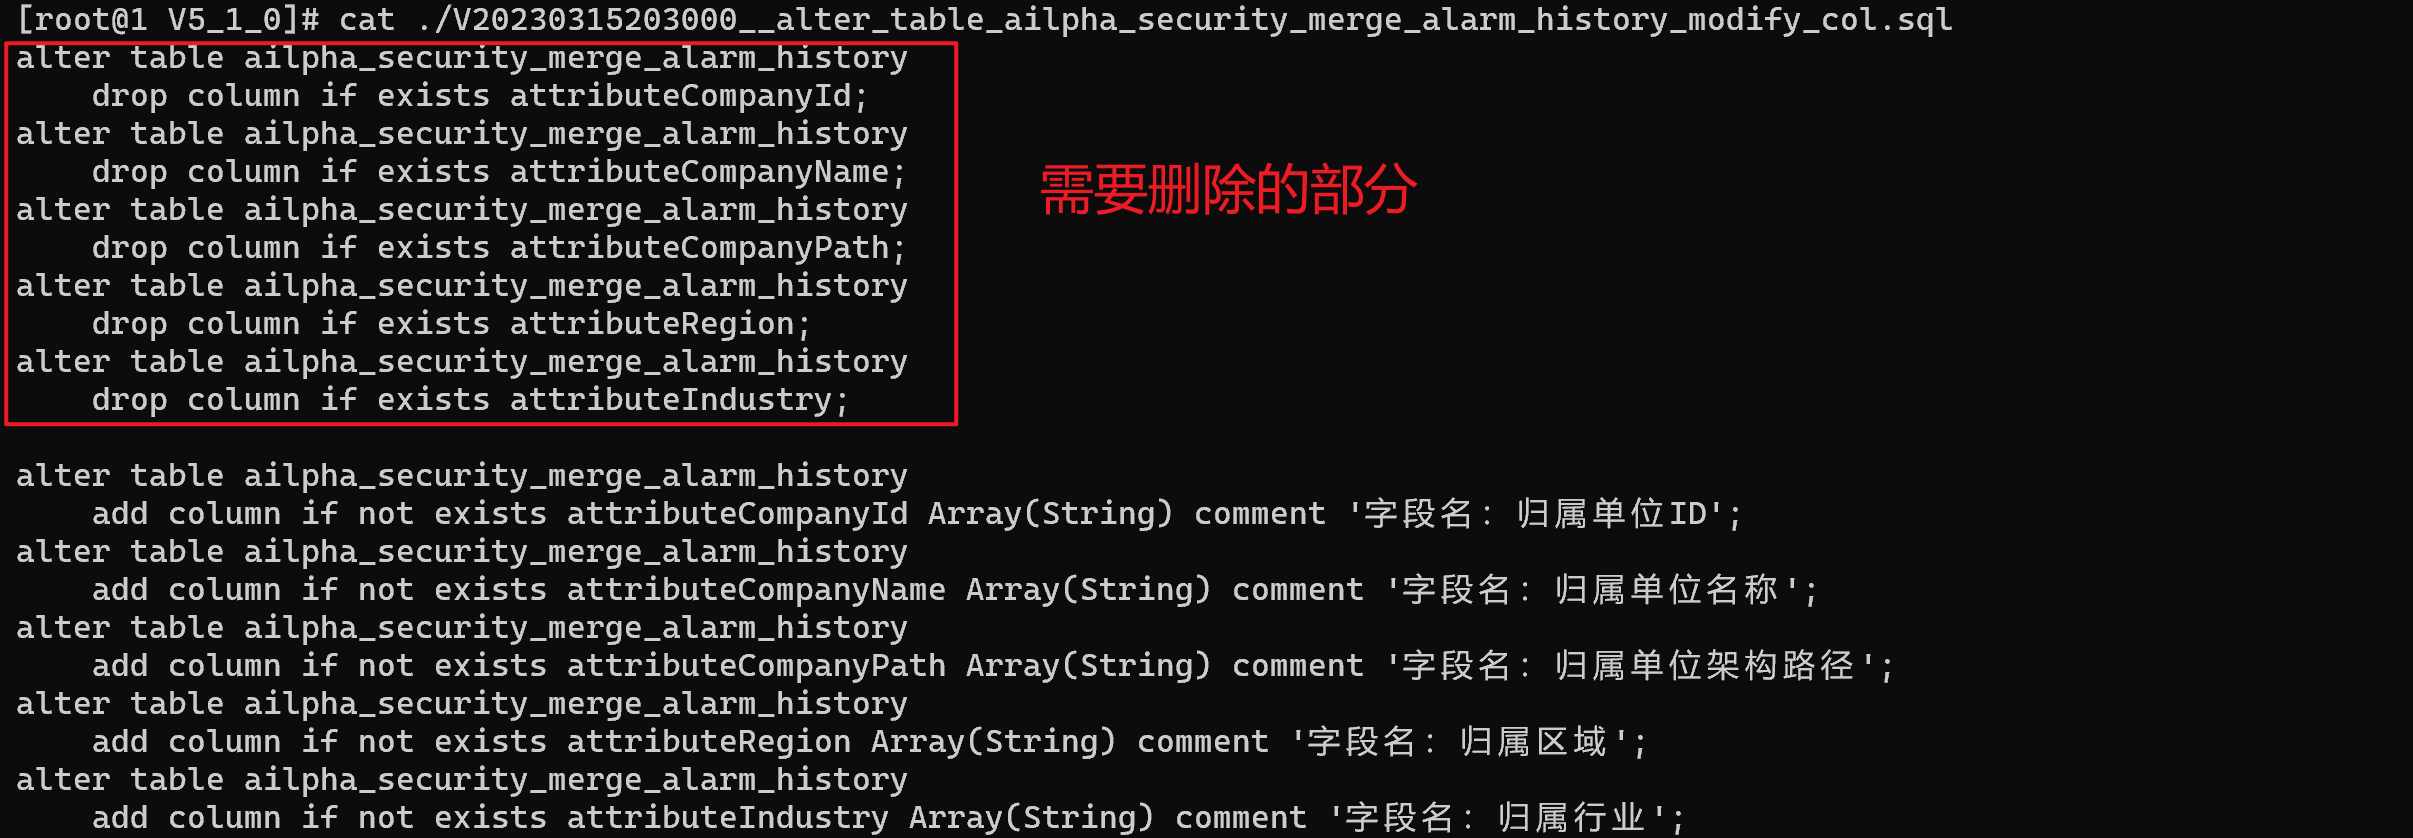 [root@1 V5_1_0]# cat ./V20230315203000__alter_table_ailpha_security_merge_alarm_history_modify_col.sql
alter table ailpha_security_merge_alarm_history
    drop column if exists attributeCompanyId;
alter table ailpha_security_merge_alarm_history
    drop column if exists attributeCompanyName;
alter table ailpha_security_merge_alarm_history
    drop column if exists attributeCompanyPath;
alter table ailpha_security_merge_alarm_history
    drop column if exists attributeRegion;
alter table ailpha_security_merge_alarm_history
    drop column if exists attributeIndustry;
需要删除的部分
alter table ailpha_security_merge_alarm_history
    add column if not exists attributeCompanyId Array(String) comment '字段名：归属单位ID';
alter table ailpha_security_merge_alarm_history
    add column if not exists attributeCompanyName Array(String) comment '字段名：归属单位名称';
alter table ailpha_security_merge_alarm_history
    add column if not exists attributeCompanyPath Array(String) comment '字段名：归属单位架构路径';
alter table ailpha_security_merge_alarm_history
    add column if not exists attributeRegion Array(String) comment '字段名：归属区域';
alter table ailpha_security_merge_alarm_history
    add column if not exists attributeIndustry Array(String) comment '字段名：归属行业';